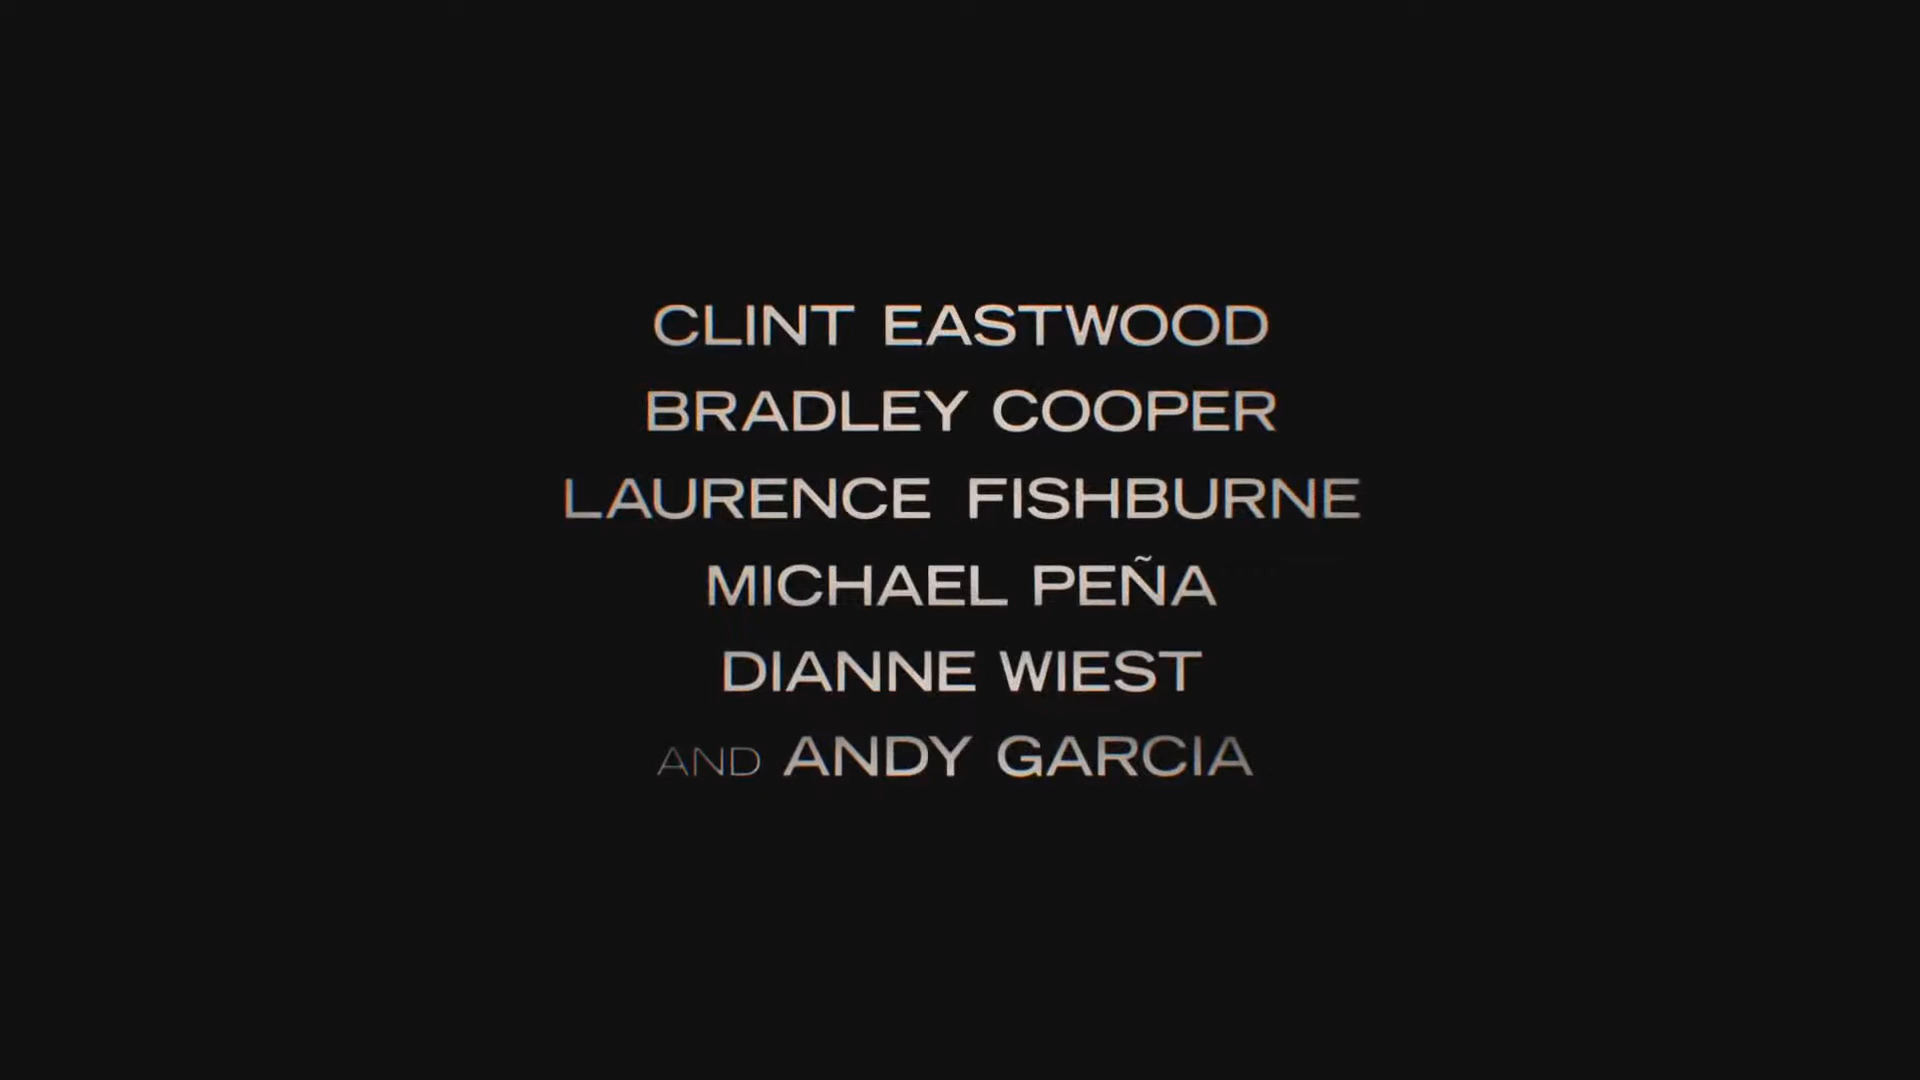 CLINT EASTWOOD
BRADLEY COOPER
LAURENCE FISHBURNE
MICHAEL PEÑA
DIANNE WIEST
AND ANDY GARCIA